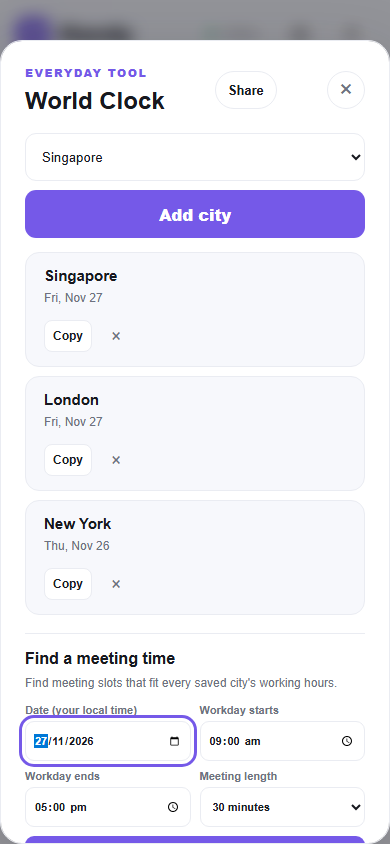 EVERYDAY TOOL
World Clock
Share
×
Singapore
Add city
Singapore
Fri, Nov 27
Copy ×
London
Fri, Nov 27
Copy ×
New York
Thu, Nov 26
Copy ×
Find a meeting time
Find meeting slots that fit every saved city's working hours.
Date (your local time) Workday starts
27/11/2026 09:00 am
Workday ends Meeting length
05:00 pm 30 minutes